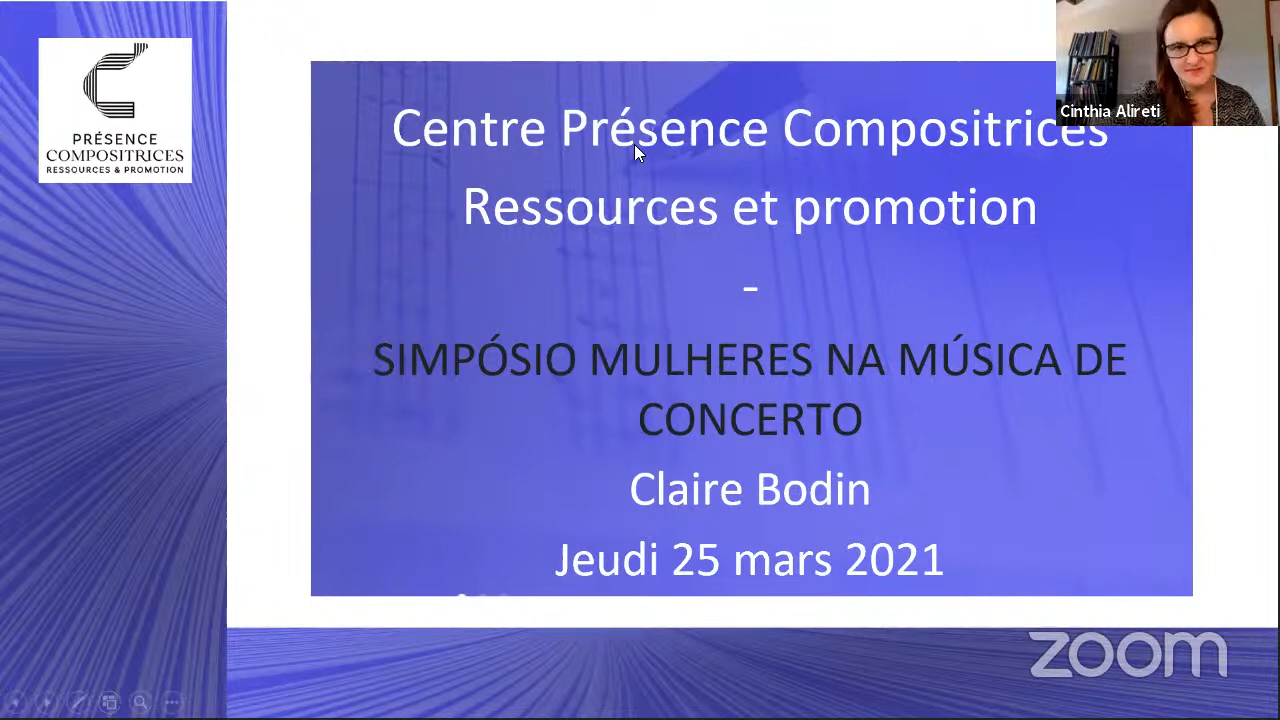 PRÉSENCE
COMPOSITRICES
RESSOURCES & PROMOTION
Cinthia Alireti
Centre Présence Compositrices
Ressources et promotion
-
SIMPÓSIO MULHERES NA MÚSICA DE
CONCERTO
Claire Bodin
Jeudi 25 mars 2021
zoom